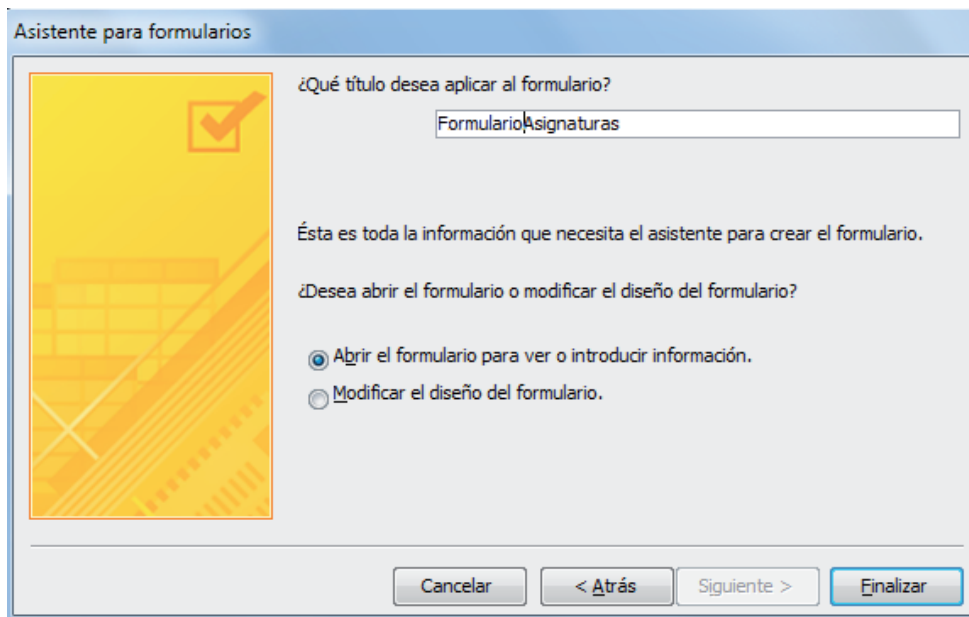 Asistente para formularios
¿Qué título desea aplicar al formulario?
FormularioAsignaturas
Ésta es toda la información que necesita el asistente para crear el formulario.
¿Desea abrir el formulario o modificar el diseño del formulario?
Abrir el formulario para ver o introducir información.
Modificar el diseño del formulario.
Cancelar < Atrás Siguiente > Finalizar